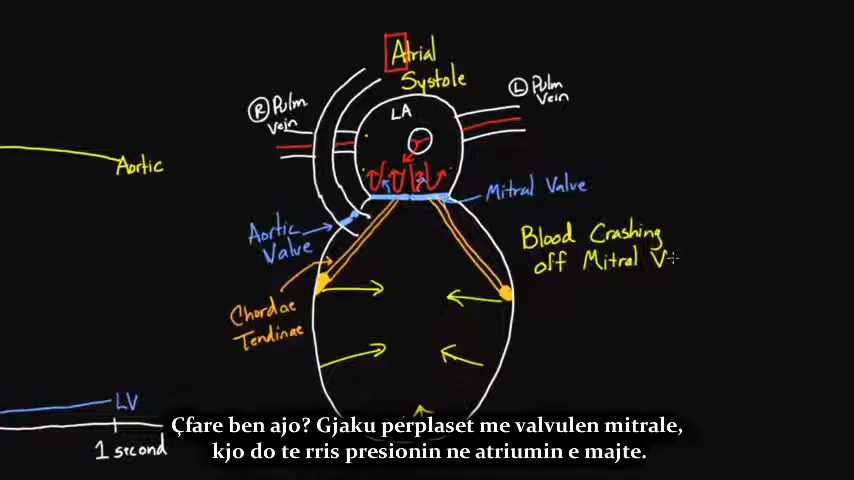 Atrial
Systole
Ⓡ Pulm
vein
LA
Ⓛ Pulm
vein
Aortic
Mitral Valve
Aortic
Valve
Blood Crashing
off Mitral V
Chordae
Tendinae
LV
1 second
Çfare ben ajo? Gjaku perplaset me valvulen mitrale,
kjo do te rris presionin ne atriumin e majte.